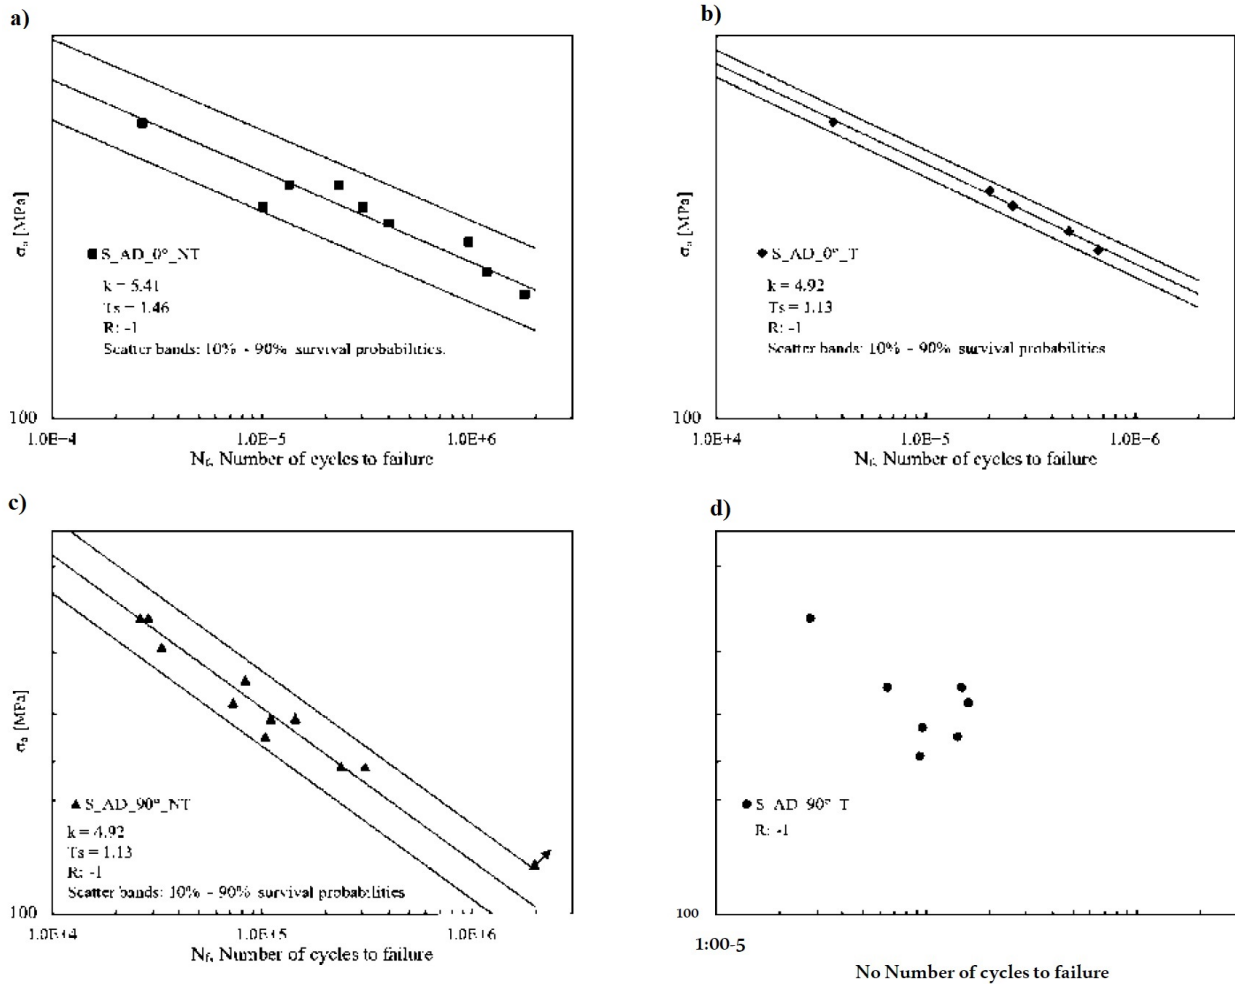 a)
σa [MPa]
■ S_AD_0°_NT
k = 5.41
Ts = 1.46
R: -1
Scatter bands: 10% - 90% survival probabilities.
100
1.0E-4 1.0E-5 1.0E+6
Nf, Number of cycles to failure
b)
σa [MPa]
◆ S_AD_0°_T
k = 4.92
Ts = 1.13
R: -1
Scatter bands: 10% - 90% survival probabilities
100
1.0E+4 1.0E-5 1.0E-6
Nf, Number of cycles to failure
c)
σa [MPa]
▲ S_AD_90°_NT
k = 4.92
Ts = 1.13
R: -1
Scatter bands: 10% - 90% survival probabilities
100
1.0E+4 1.0E+5 1.0E+6
Nf, Number of cycles to failure
d)
● S_AD_90°_T
R: -1
100
1:00-5
No Number of cycles to failure